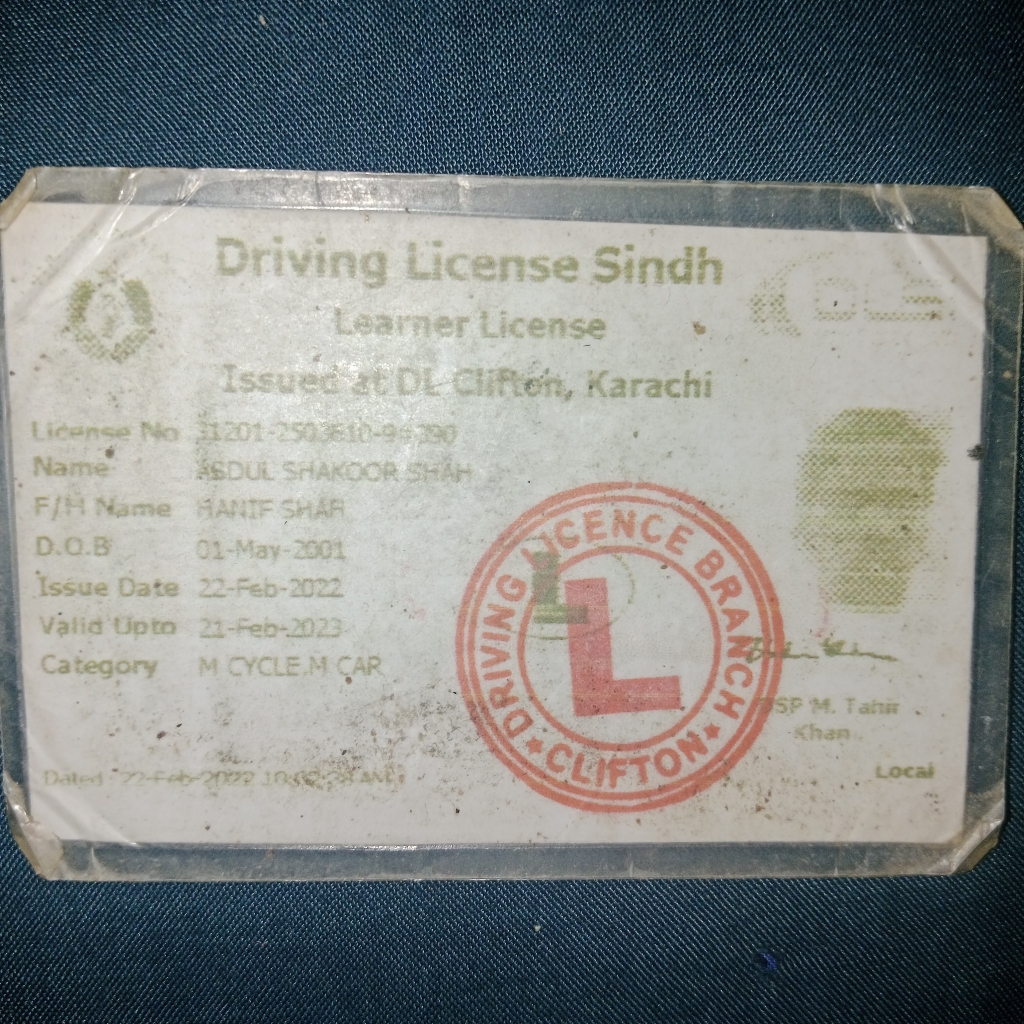 Driving License Sindh
Learner License
Issued at DL Clifton, Karachi
License No
Name ABDUL SHAKOOR SHAH
F/H Name HANIF SHAH
D.O.B 01-May-2001
Issue Date 22-Feb-2022
Valid Upto 21-Feb-2023
Category M CYCLE.M CAR
DRIVING LICENCE BRANCH
L
L
CLIFTON
DSP M. Tahir
Khan
Dated 22-Feb-2022
Local